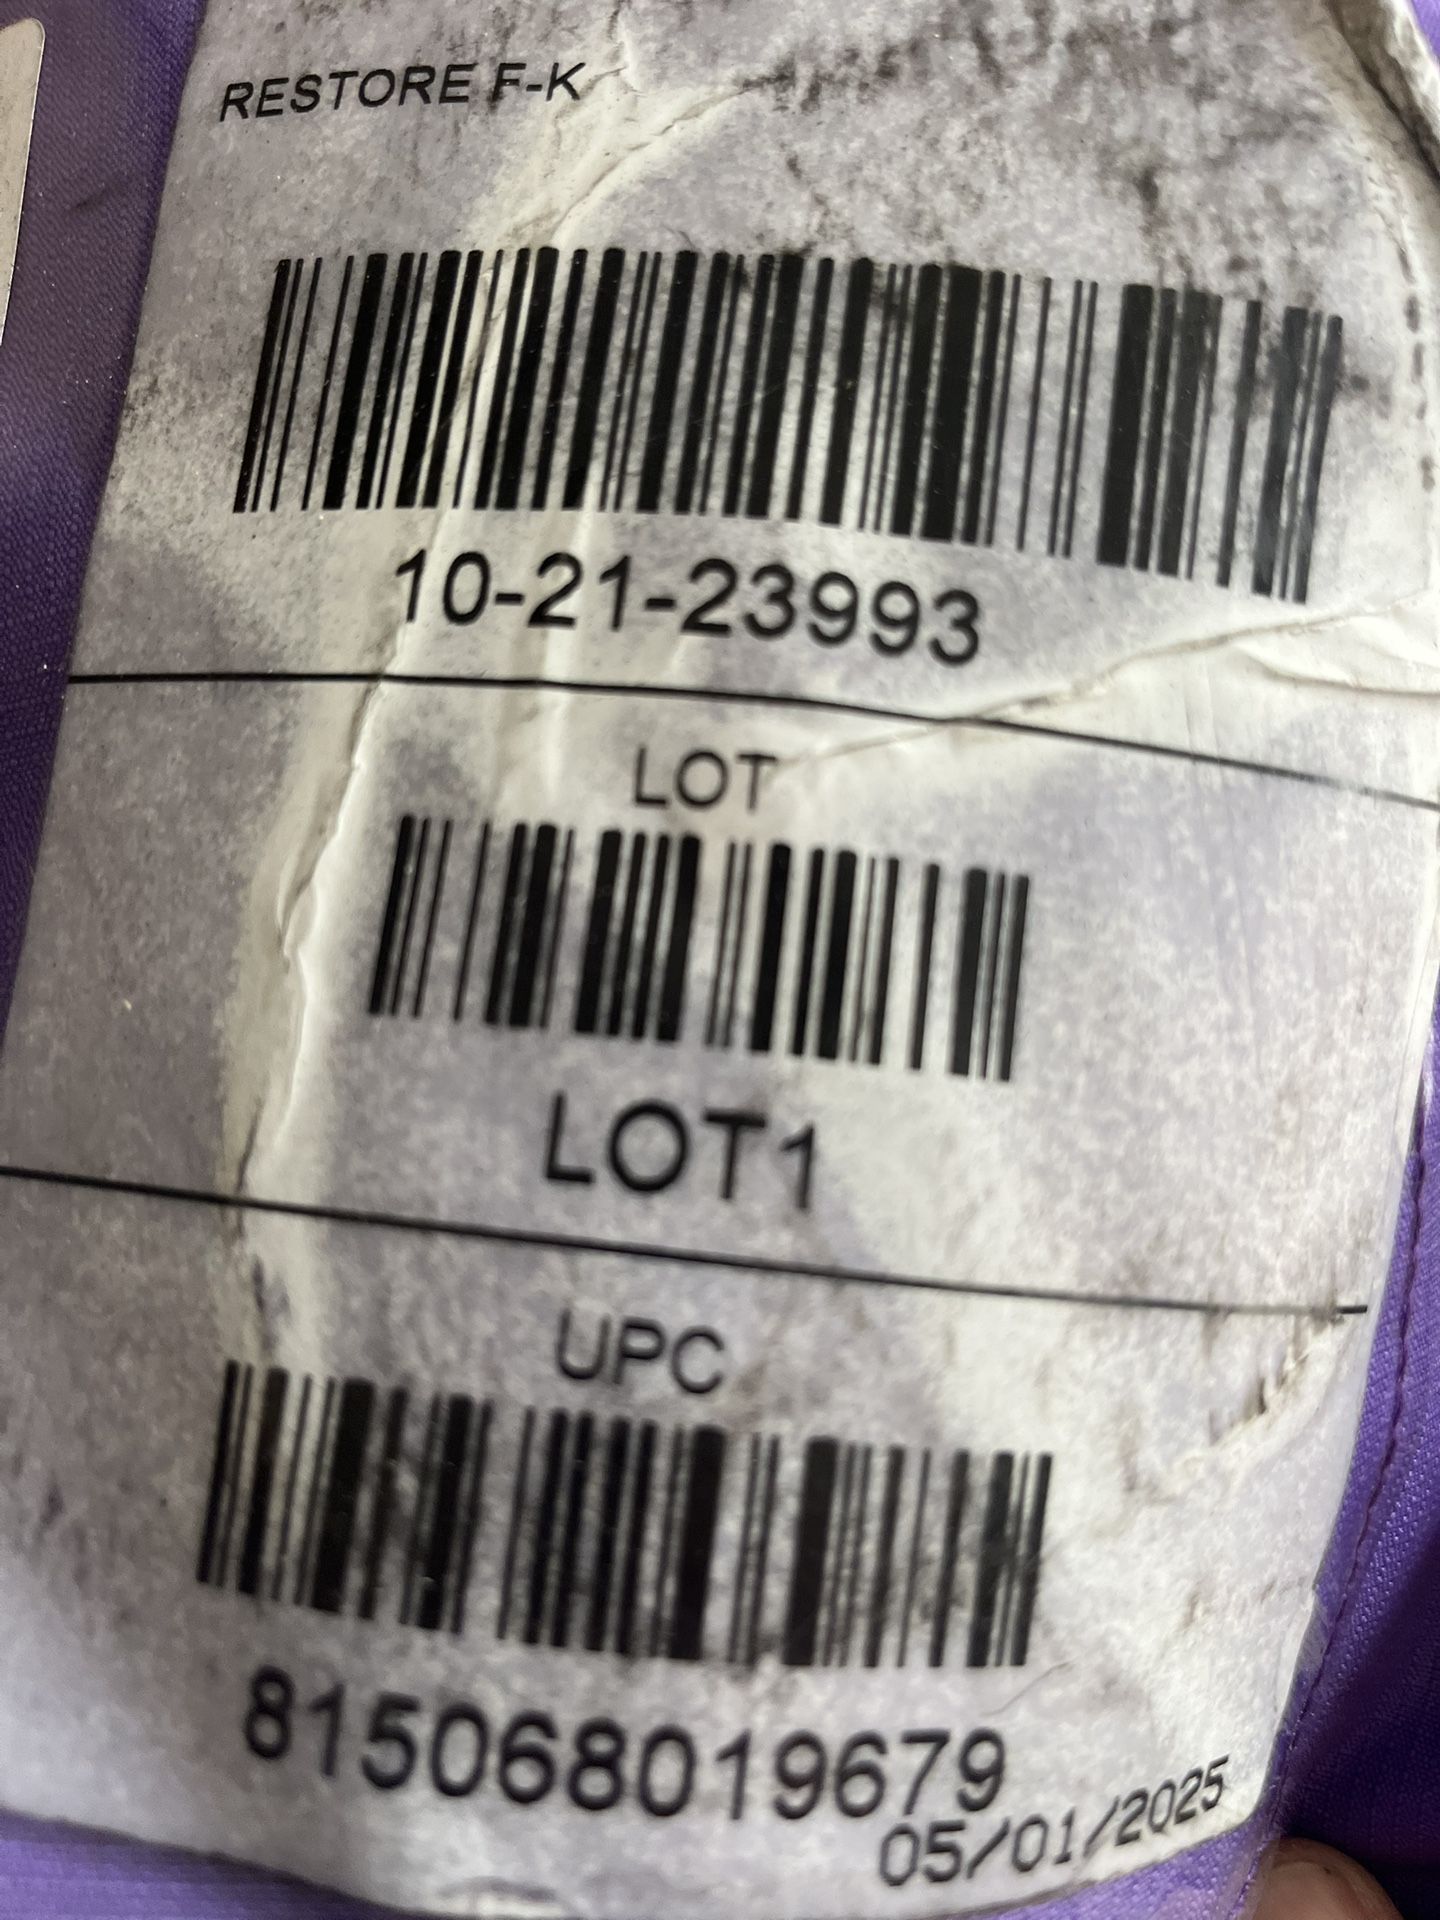 RESTORE F-K
10-21-23993
LOT
LOT1
UPC
815068019679
05/01/2025